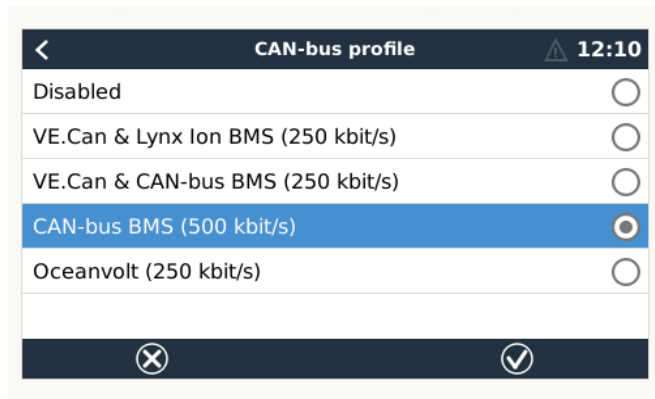 CAN-bus profile 12:10
Disabled
VE.Can & Lynx Ion BMS (250 kbit/s)
VE.Can & CAN-bus BMS (250 kbit/s)
CAN-bus BMS (500 kbit/s)
Oceanvolt (250 kbit/s)